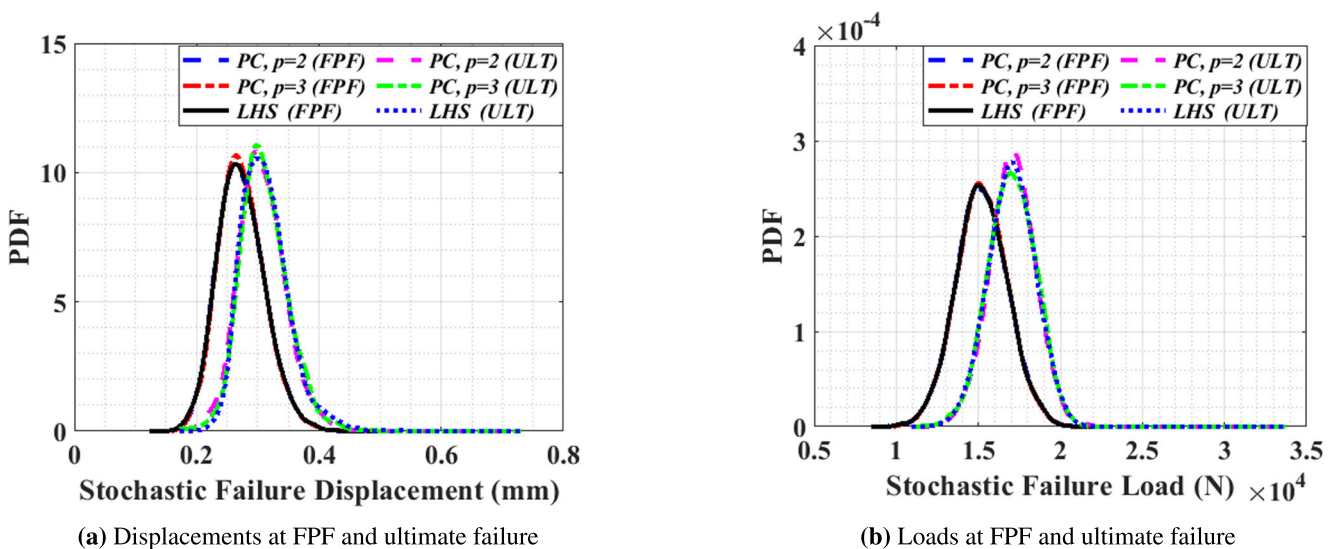 15
10
5
0
PDF
PC, p=2 (FPF) PC, p=2 (ULT)
PC, p=3 (FPF) PC, p=3 (ULT)
LHS (FPF) LHS (ULT)
0 0.2 0.4 0.6 0.8
Stochastic Failure Displacement (mm)
(a) Displacements at FPF and ultimate failure
×10⁻⁴
4
3
2
1
0
PDF
PC, p=2 (FPF) PC, p=2 (ULT)
PC, p=3 (FPF) PC, p=3 (ULT)
LHS (FPF) LHS (ULT)
0.5 1 1.5 2 2.5 3 3.5
Stochastic Failure Load (N) ×10⁴
(b) Loads at FPF and ultimate failure